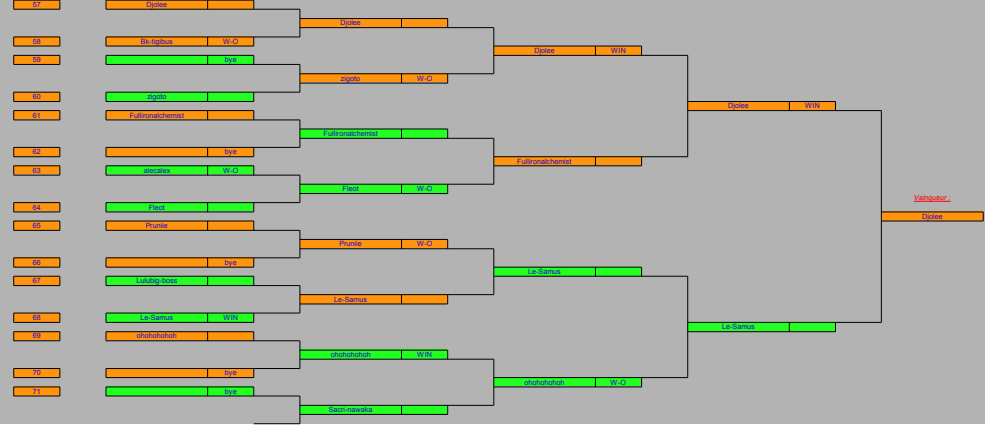 57 Djolee
Djolee
58 Bk-tigibus W-O
Djolee WIN
59 bye
zigoto W-O
60 zigoto
Djolee WIN
61 Fullironalchemist
Fullironalchemist
62 bye
Fullironalchemist
63 alecalex W-O
Fleot W-O
64 Fleot
Vainqueur :
Djolee
65 Pruniie
Pruniie W-O
66 bye
Le-Samus
67 Lulubig-boss
Le-Samus
68 Le-Samus WIN
Le-Samus
69 ohohohohoh
ohohohohoh WIN
70 bye
ohohohohoh W-O
71 bye
Sacri-nawaka